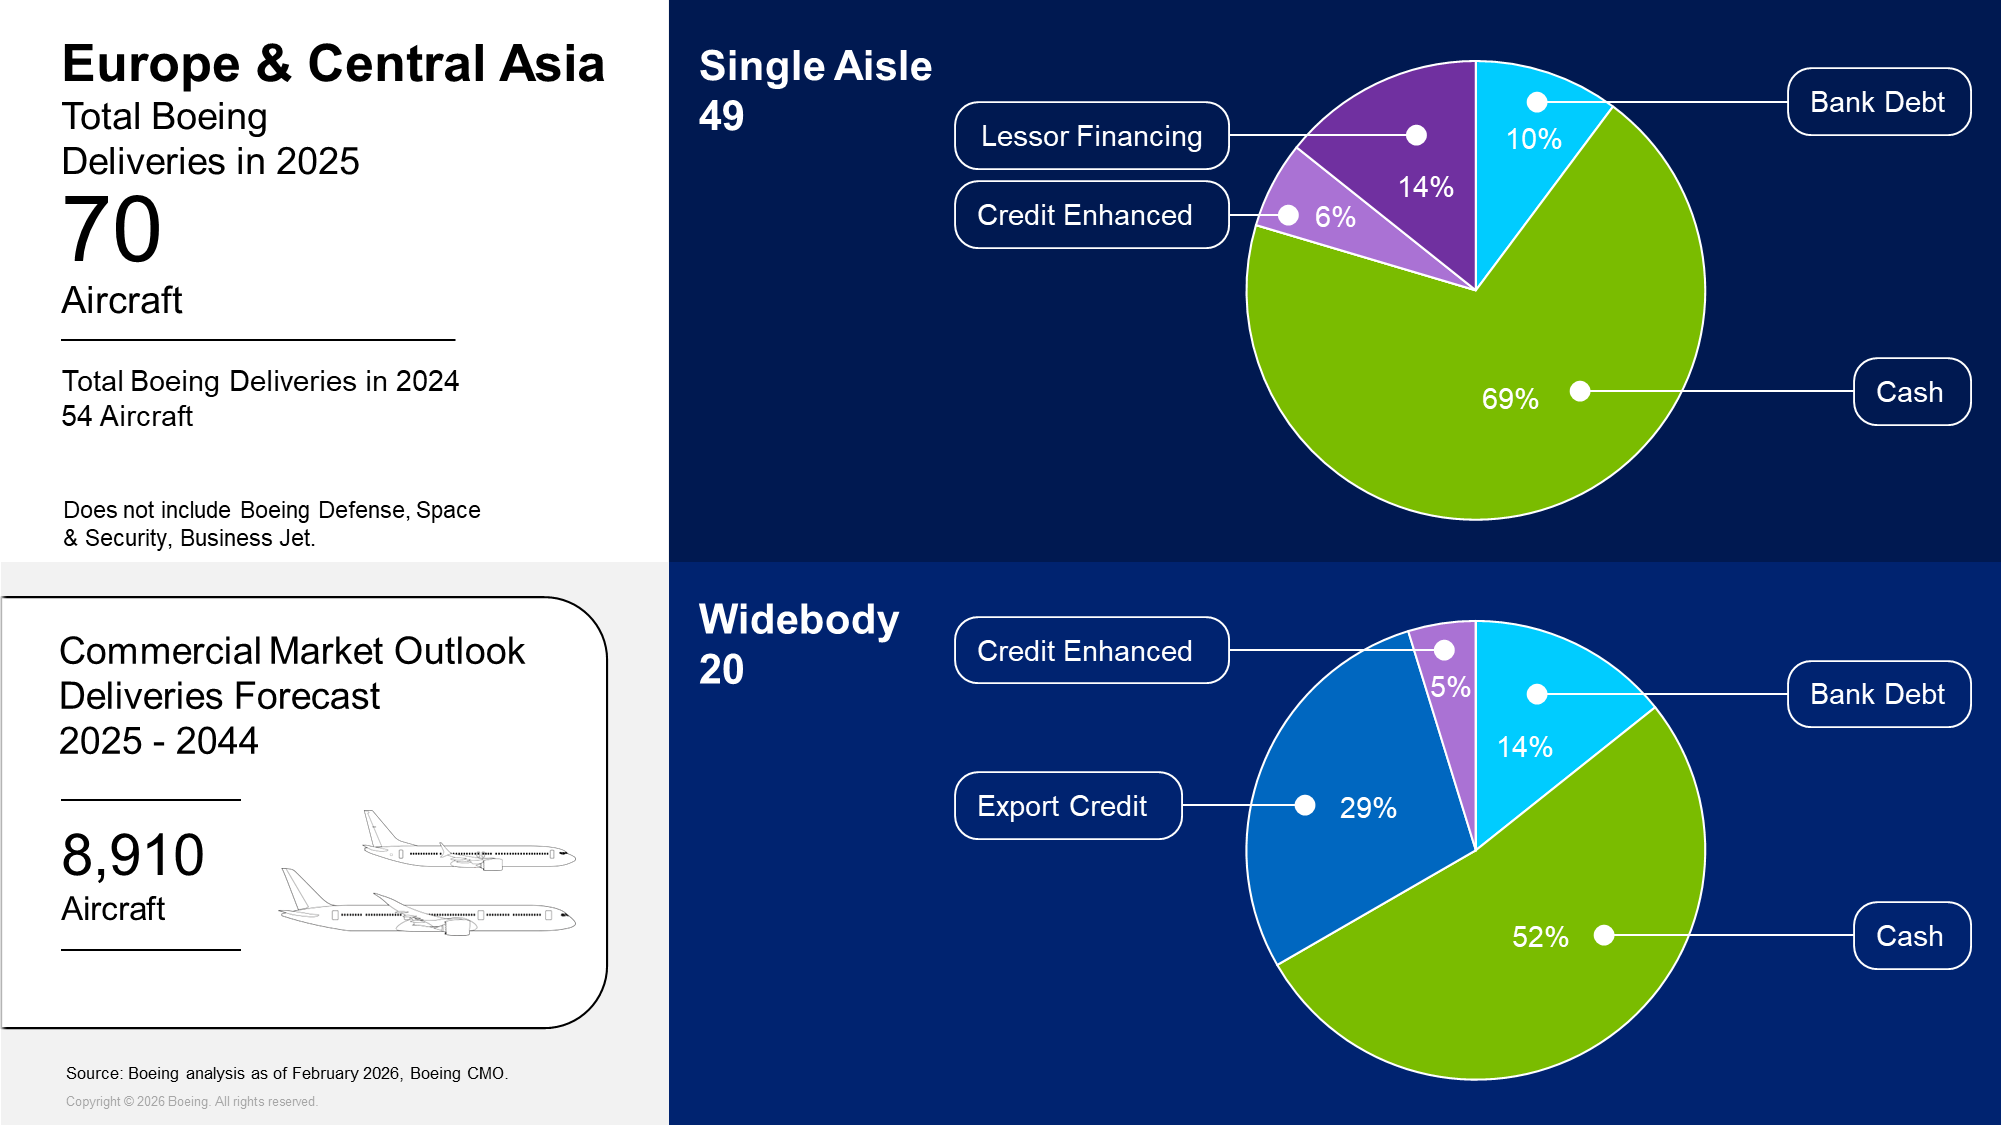 Europe & Central Asia
Total Boeing
Deliveries in 2025
70
Aircraft
Total Boeing Deliveries in 2024
54 Aircraft
Does not include Boeing Defense, Space
& Security, Business Jet.
Commercial Market Outlook
Deliveries Forecast
2025 - 2044
8,910
Aircraft
Source: Boeing analysis as of February 2026, Boeing CMO.
Copyright © 2026 Boeing. All rights reserved.
Single Aisle
49
Lessor Financing
Credit Enhanced
14%
6%
10%
Bank Debt
69%
Cash
Widebody
20
Credit Enhanced
5%
Export Credit
29%
14%
Bank Debt
52%
Cash